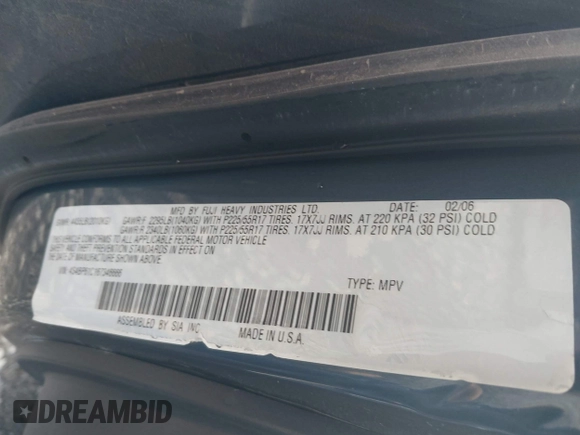 MFD BY FUJI HEAVY INDUSTRIES LTD. DATE: 02/06
GAWR:F 2295LB(1040KG) WITH P225/55R17 TIRES. 17X7JJ RIMS. AT 220 KPA (32 PSI) COLD
GAWR:R 2340LB(1060KG) WITH P225/55R17 TIRES. 17X7JJ RIMS. AT 210 KPA (30 PSI) COLD
THIS VEHICLE CONFORMS TO ALL APPLICABLE FEDERAL MOTOR VEHICLE
SAFETY AND THEFT PREVENTION STANDARDS IN EFFECT ON
THE DATE OF MANUFACTURE SHOWN ABOVE.
VIN: TYPE: MPV
ASSEMBLED BY SIA INC MADE IN U.S.A.
DREAMBID